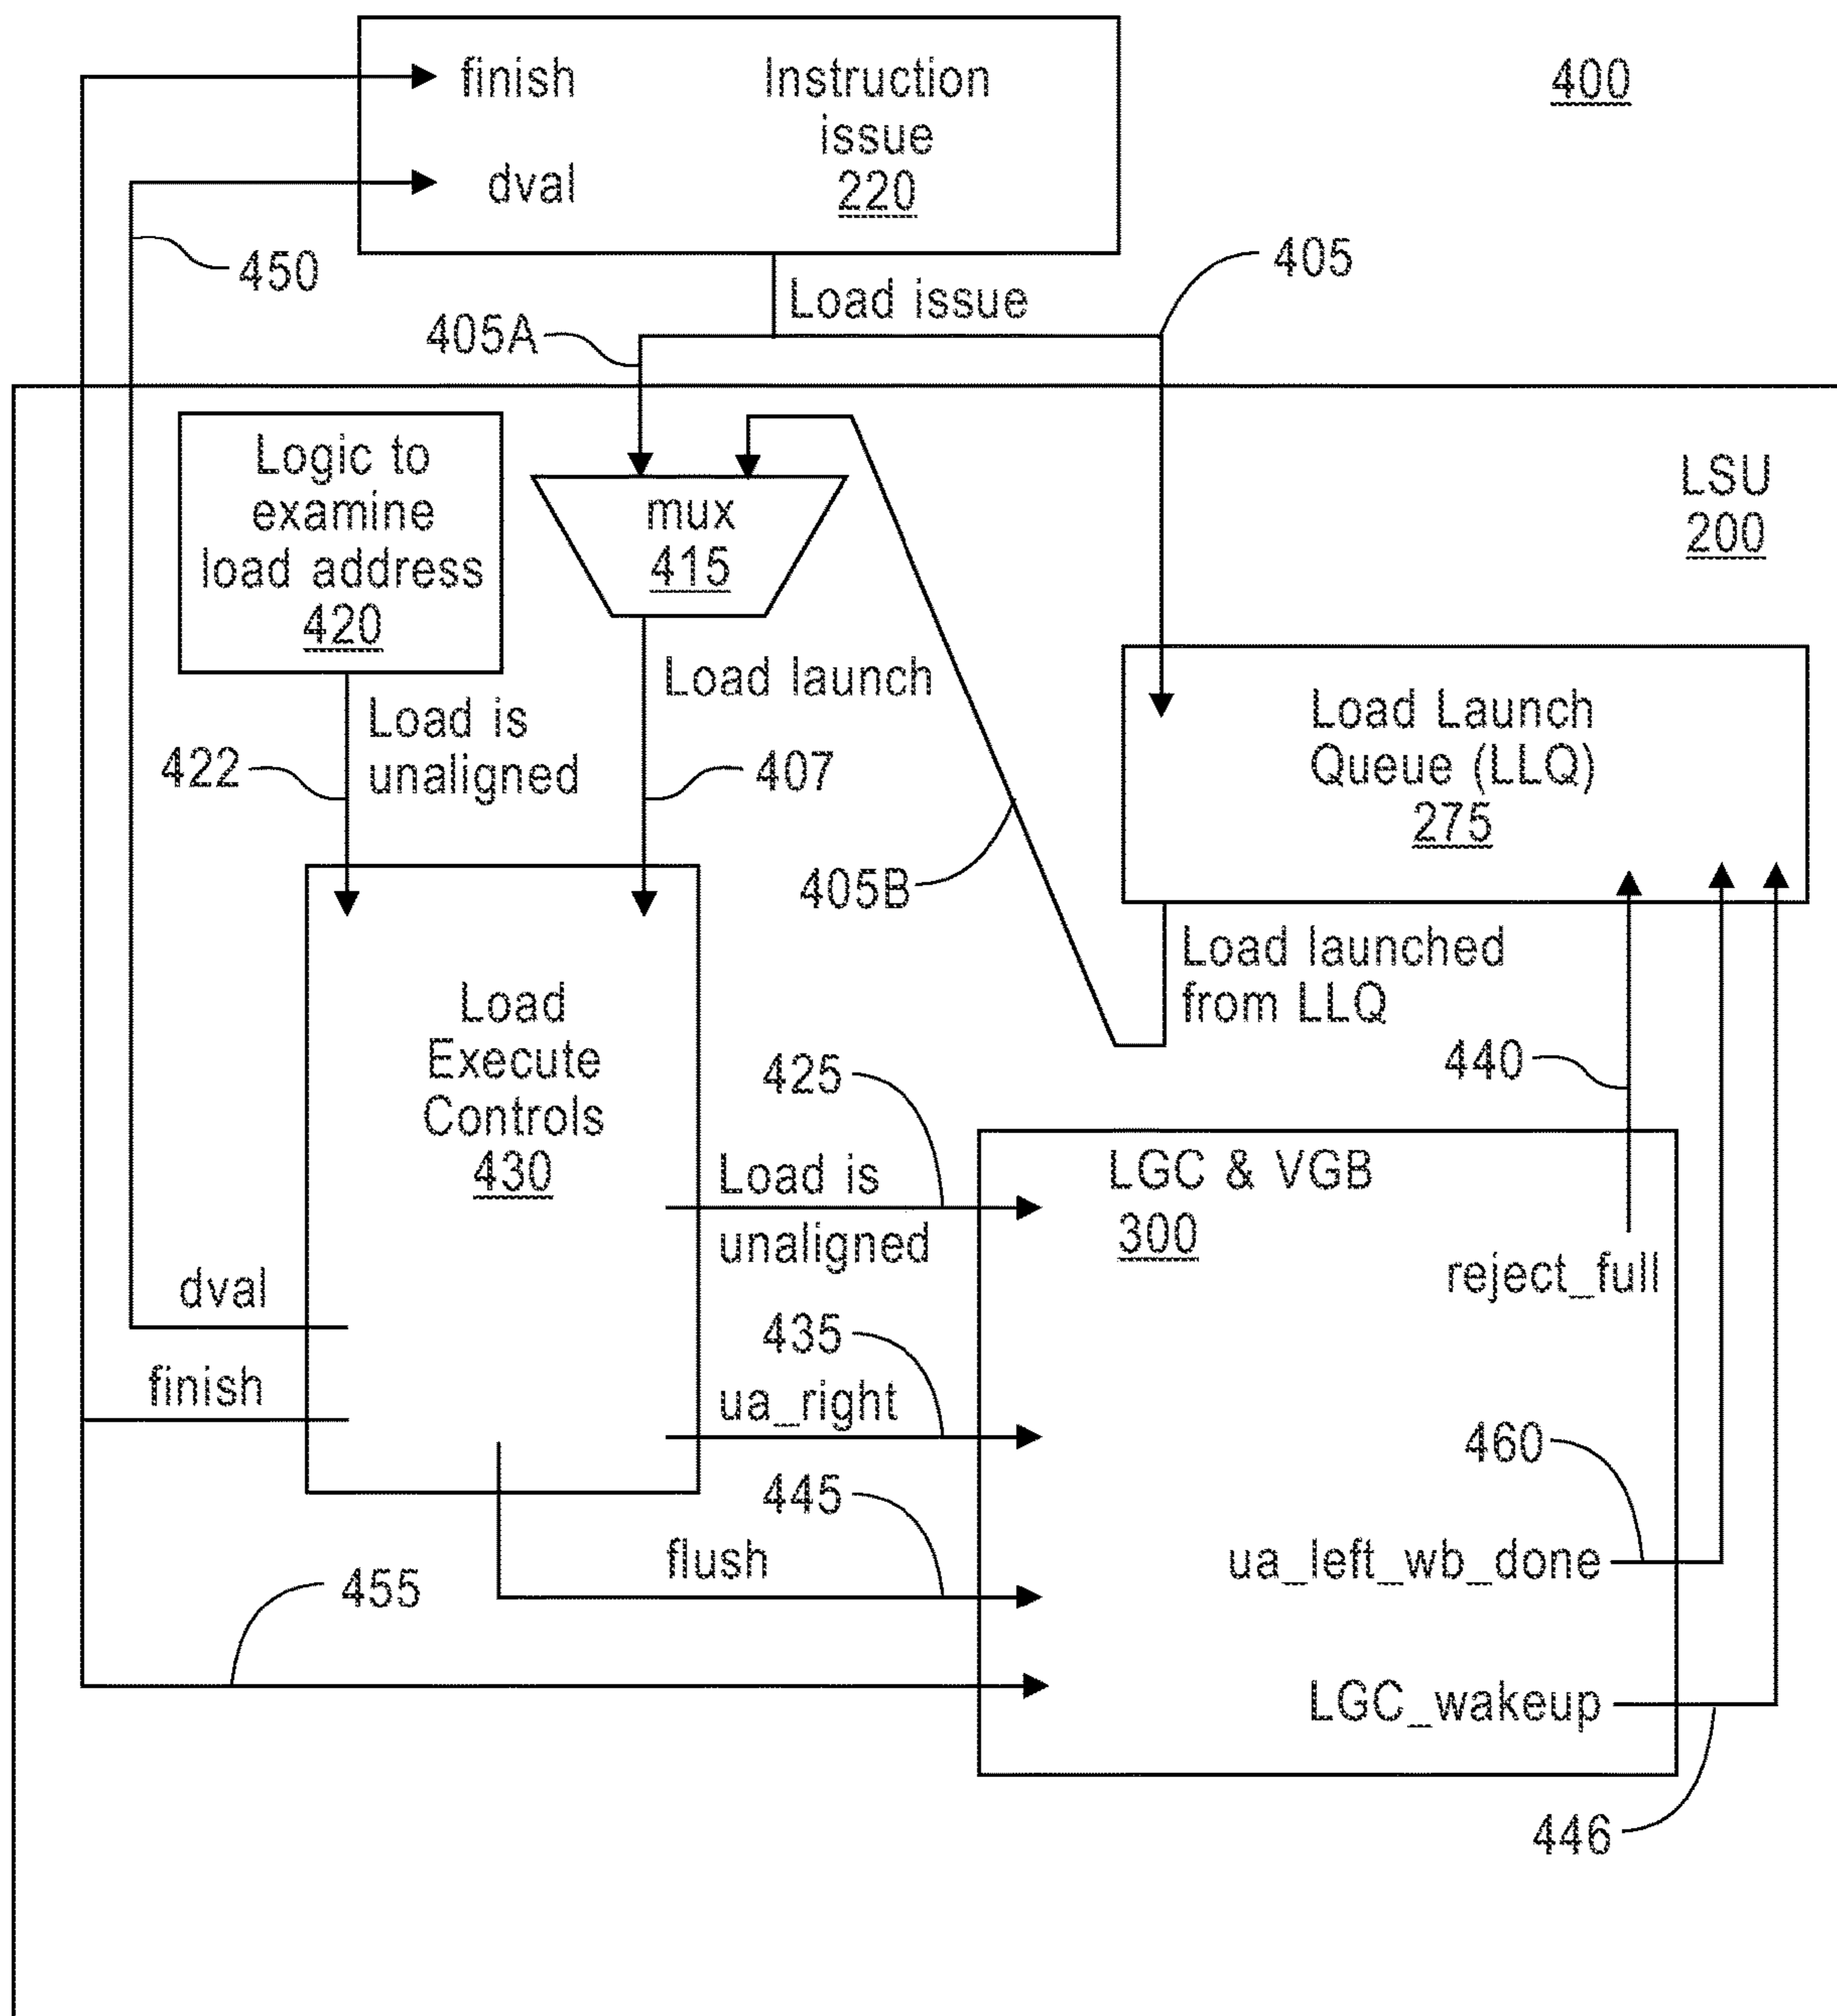 400
finish
Instruction
issue
220
dval
450
Load issue
405
405A
Logic to
examine
load address
420
mux
415
LSU
200
Load is
unaligned
422
Load launch
407
Load Launch
Queue (LLQ)
275
405B
Load launched
from LLQ
Load
Execute
Controls
430
440
425
Load is
unaligned
LGC & VGB
300
reject_full
dval
finish
435
ua_right
460
445
flush
ua_left_wb_done
455
LGC_wakeup
446